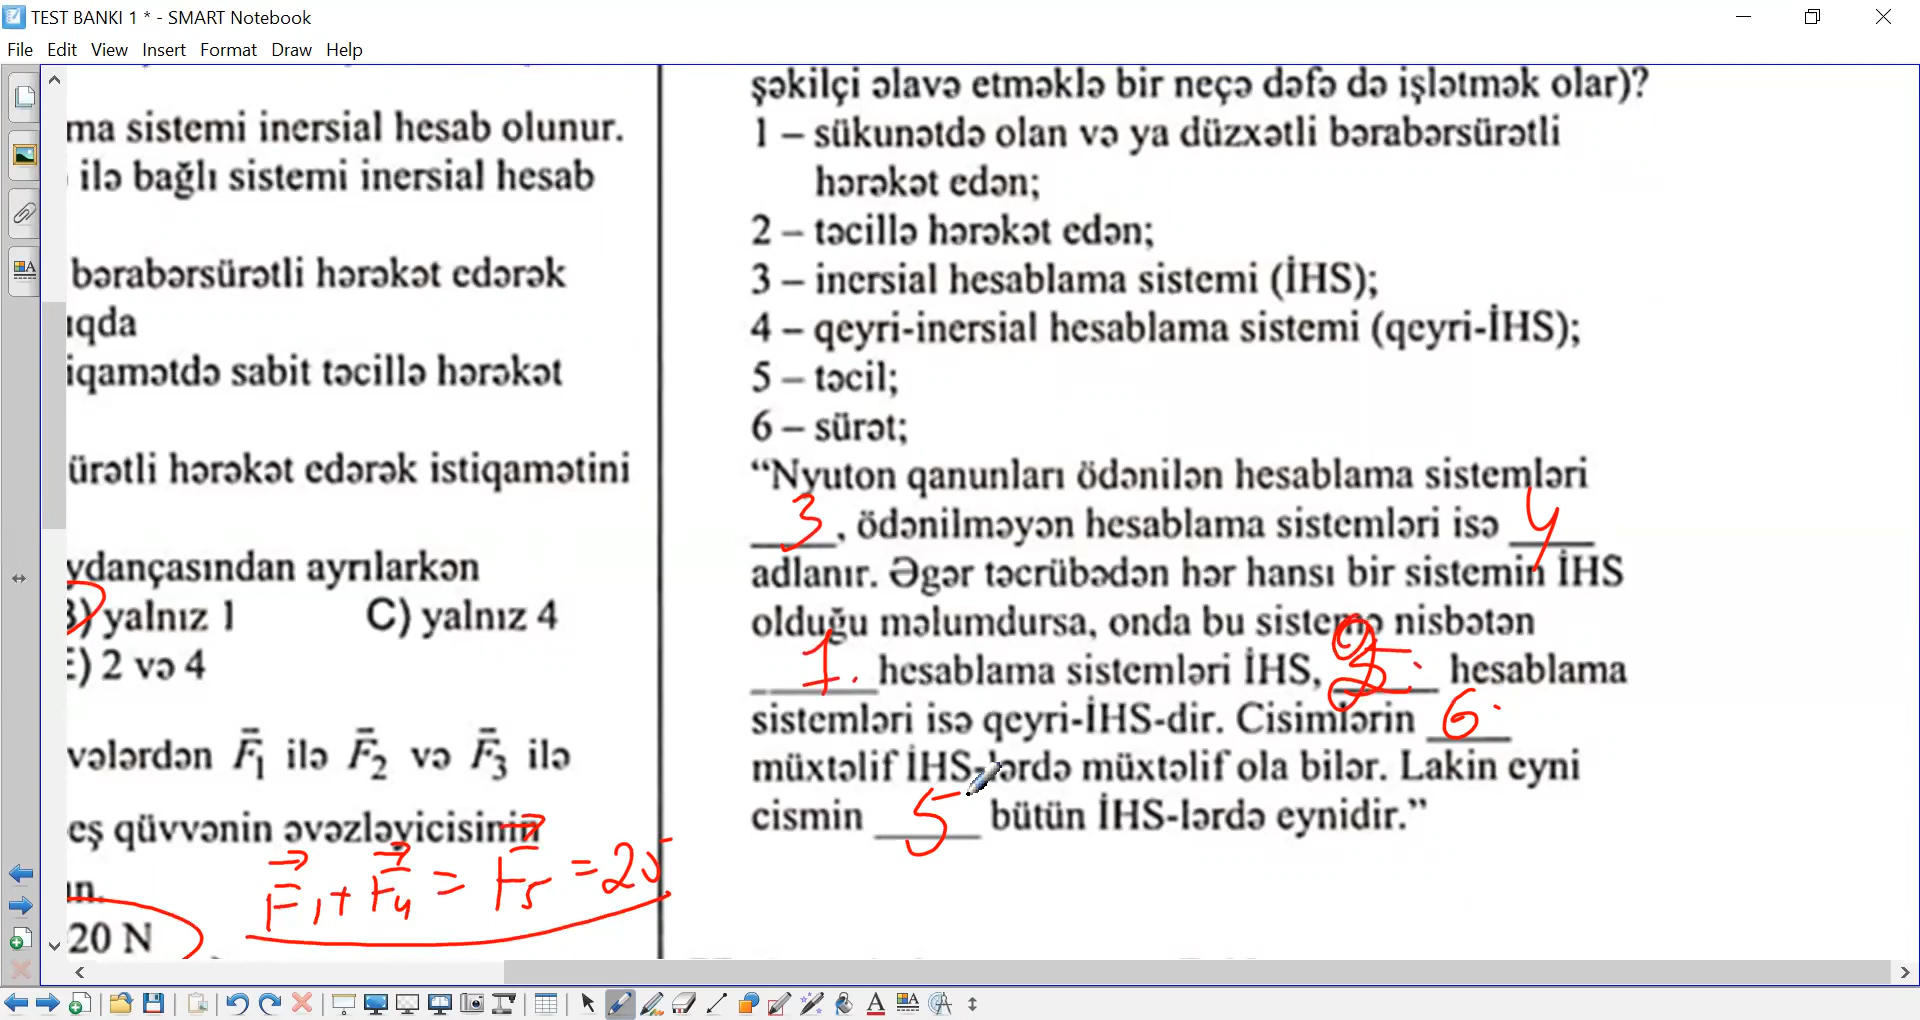 TEST BANKI 1 * - SMART Notebook
File Edit View Insert Format Draw Help
ma sistemi inersial hesab olunur.
ilə bağlı sistemi inersial hesab
bərabərsürətli hərəkət edərək
qda
iqamətdə sabit təcillə hərəkət
ürətli hərəkət edərək istiqamətini
ydançasından ayrılarkən
B) yalnız 1 C) yalnız 4
E) 2 və 4
vələrdən F̄₁ ilə F̄₂ və F̄₃ ilə
eş qüvvənin əvəzləyicisinin
F₁ + F₄ = F₅ = 20
ın.
20 N
şəkilçi əlavə etməklə bir neçə dəfə də işlətmək olar)?
1 – sükunətdə olan və ya düzxətli bərabərsürətli
hərəkət edən;
2 – təcillə hərəkət edən;
3 – inersial hesablama sistemi (İHS);
4 – qeyri-inersial hesablama sistemi (qeyri-İHS);
5 – təcil;
6 – sürət;
“Nyuton qanunları ödənilən hesablama sistemləri
3, ödənilməyən hesablama sistemləri isə 4
adlanır. Əgər təcrübədən hər hansı bir sistemin İHS
olduğu məlumdursa, onda bu sistemə nisbətən
1. hesablama sistemləri İHS, 2. hesablama
sistemləri isə qeyri-İHS-dir. Cisimlərin 6.
müxtəlif İHS-lərdə müxtəlif ola bilər. Lakin eyni
cismin 5 bütün İHS-lərdə eynidir.”